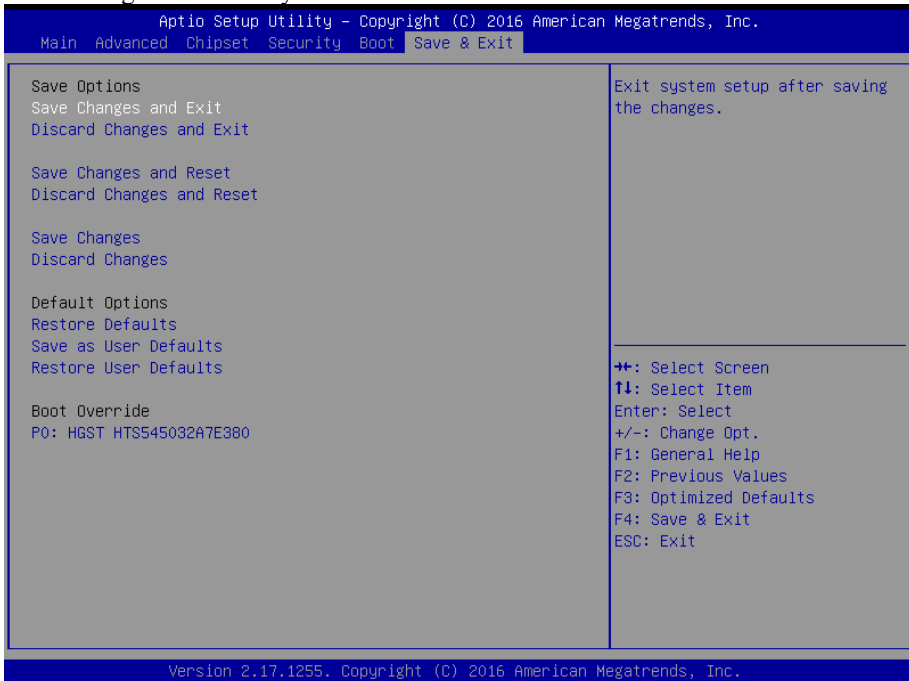 Aptio Setup Utility – Copyright (C) 2016 American Megatrends, Inc.
Main Advanced Chipset Security Boot Save & Exit
Save Options
Save Changes and Exit
Discard Changes and Exit
Save Changes and Reset
Discard Changes and Reset
Save Changes
Discard Changes
Default Options
Restore Defaults
Save as User Defaults
Restore User Defaults
Boot Override
P0: HGST HTS545032A7E380
Exit system setup after saving
the changes.
→←: Select Screen
↑↓: Select Item
Enter: Select
+/-: Change Opt.
F1: General Help
F2: Previous Values
F3: Optimized Defaults
F4: Save & Exit
ESC: Exit
Version 2.17.1255. Copyright (C) 2016 American Megatrends, Inc.